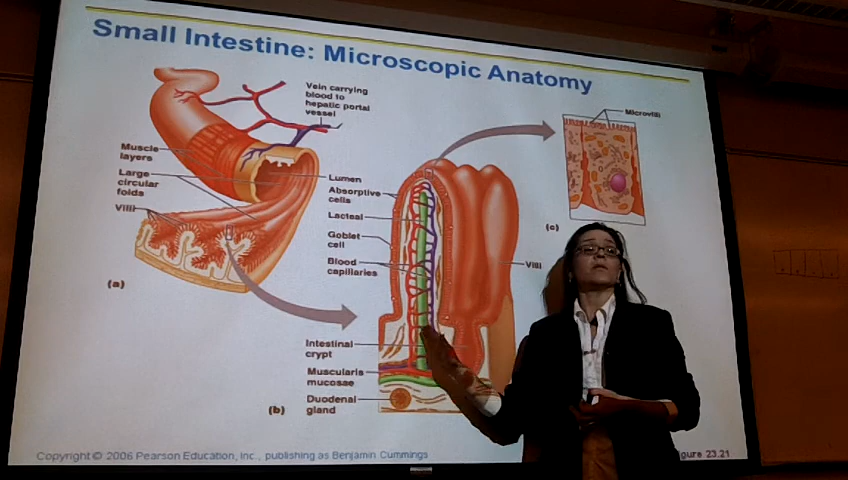 Small Intestine: Microscopic Anatomy
Vein carrying
blood to
hepatic portal
vessel
Microvilli
Muscle
layers
Large
circular
folds
Villi
Lumen
Absorptive
cells
Lacteal
Goblet
cell
Blood
capillaries
Villi
(c)
(a)
Intestinal
crypt
Muscularis
mucosae
Duodenal
gland
(b)
Copyright © 2006 Pearson Education, Inc., publishing as Benjamin Cummings
gure 23.21